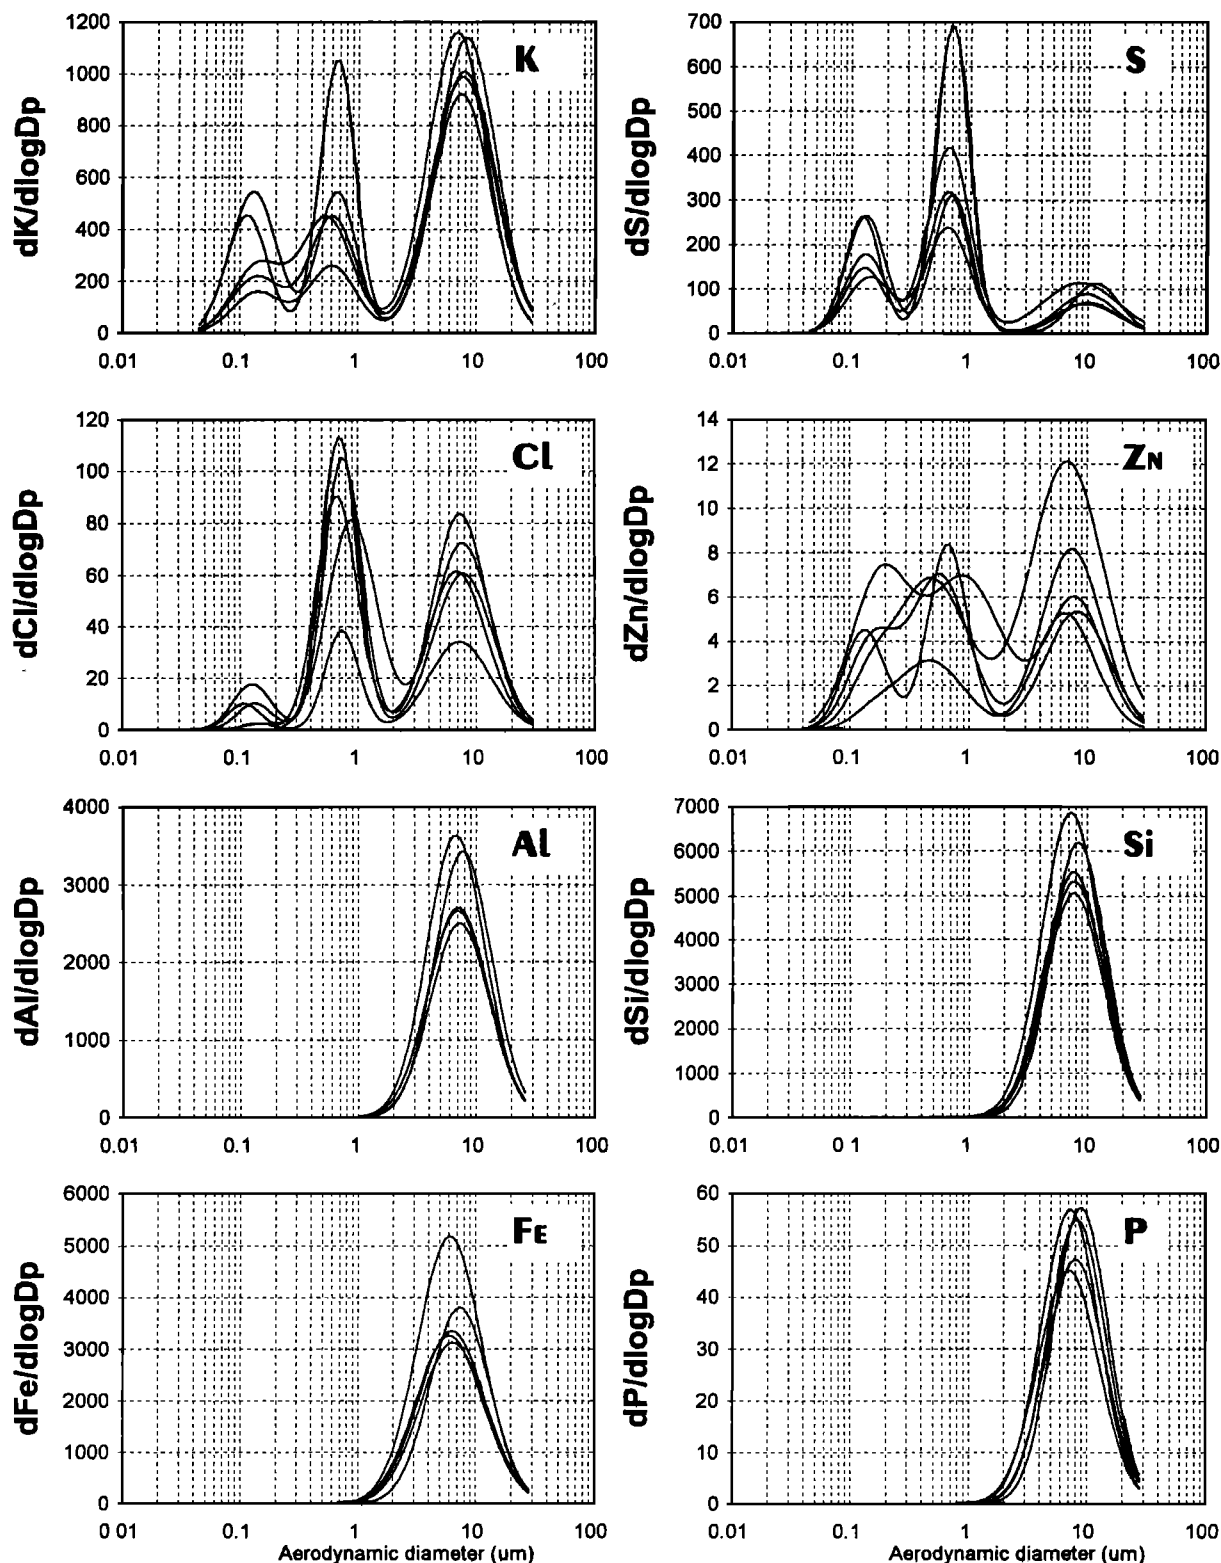 K
dK/dlogDp
1200
1000
800
600
400
200
0
0.01 0.1 1 10 100
S
dS/dlogDp
700
600
500
400
300
200
100
0
0.01 0.1 1 10 100
Cl
dCl/dlogDp
120
100
80
60
40
20
0
0.01 0.1 1 10 100
ZN
dZn/dlogDp
14
12
10
8
6
4
2
0
0.01 0.1 1 10 100
Al
dAl/dlogDp
4000
3000
2000
1000
0
0.01 0.1 1 10 100
Si
dSi/dlogDp
7000
6000
5000
4000
3000
2000
1000
0
0.01 0.1 1 10 100
FE
dFe/dlogDp
6000
5000
4000
3000
2000
1000
0
0 01 0.1 1 10 100
Aerodynamic diameter (um)
P
dP/dlogDp
60
50
40
30
20
10
0
0.01 0.1 1 10 100
Aerodynamic diameter (um)